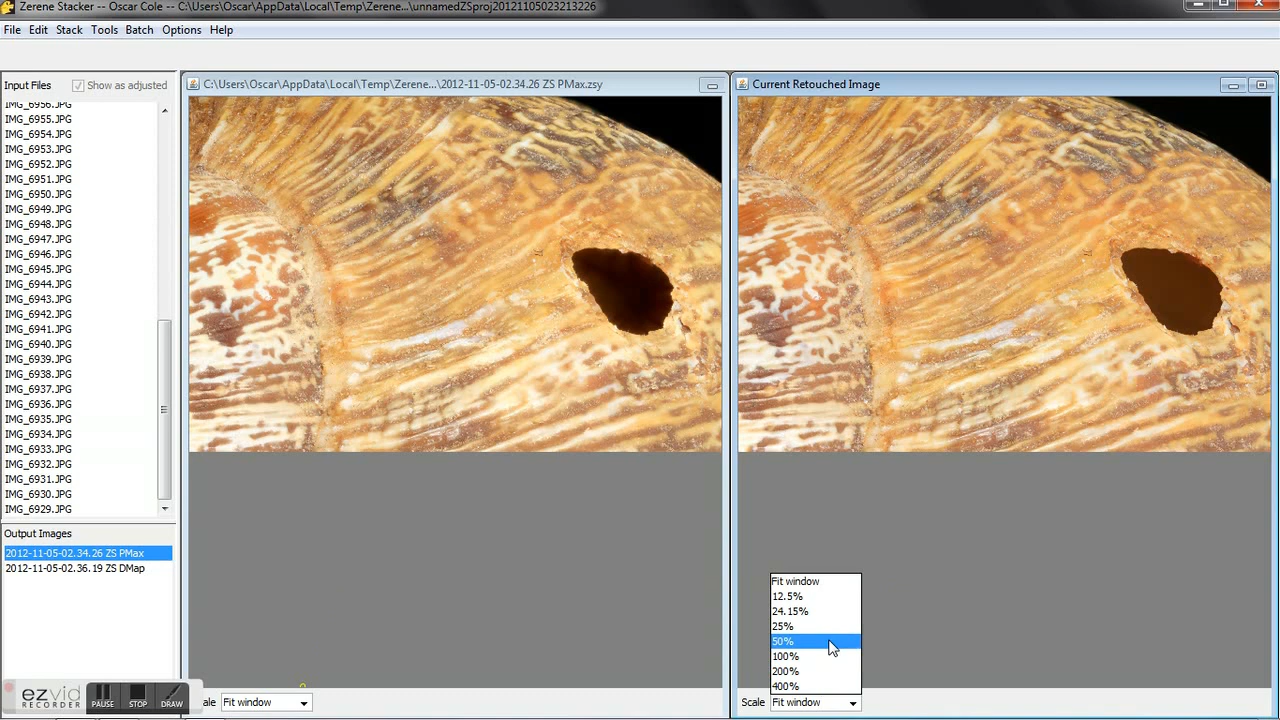 Zerene Stacker -- Oscar Cole -- C:\Users\Oscar\AppData\Local\Temp\Zerene...\unnamedZSproj20121105023213226
File Edit Stack Tools Batch Options Help
Input Files Show as adjusted
C:\Users\Oscar\AppData\Local\Temp\Zerene...\2012-11-05-02.34.26 ZS PMax.zsy
Current Retouched Image
IMG_6956.JPG
IMG_6955.JPG
IMG_6954.JPG
IMG_6953.JPG
IMG_6952.JPG
IMG_6951.JPG
IMG_6950.JPG
IMG_6949.JPG
IMG_6948.JPG
IMG_6947.JPG
IMG_6946.JPG
IMG_6945.JPG
IMG_6944.JPG
IMG_6943.JPG
IMG_6942.JPG
IMG_6941.JPG
IMG_6940.JPG
IMG_6939.JPG
IMG_6938.JPG
IMG_6937.JPG
IMG_6936.JPG
IMG_6935.JPG
IMG_6934.JPG
IMG_6933.JPG
IMG_6932.JPG
IMG_6931.JPG
IMG_6930.JPG
IMG_6929.JPG
Output Images
2012-11-05-02.34.26 ZS PMax
2012-11-05-02.36.19 ZS DMap
ezvid
RECORDER
PAUSE STOP DRAW
ale Fit window
Fit window
12.5%
24.15%
25%
50%
100%
200%
400%
Scale Fit window